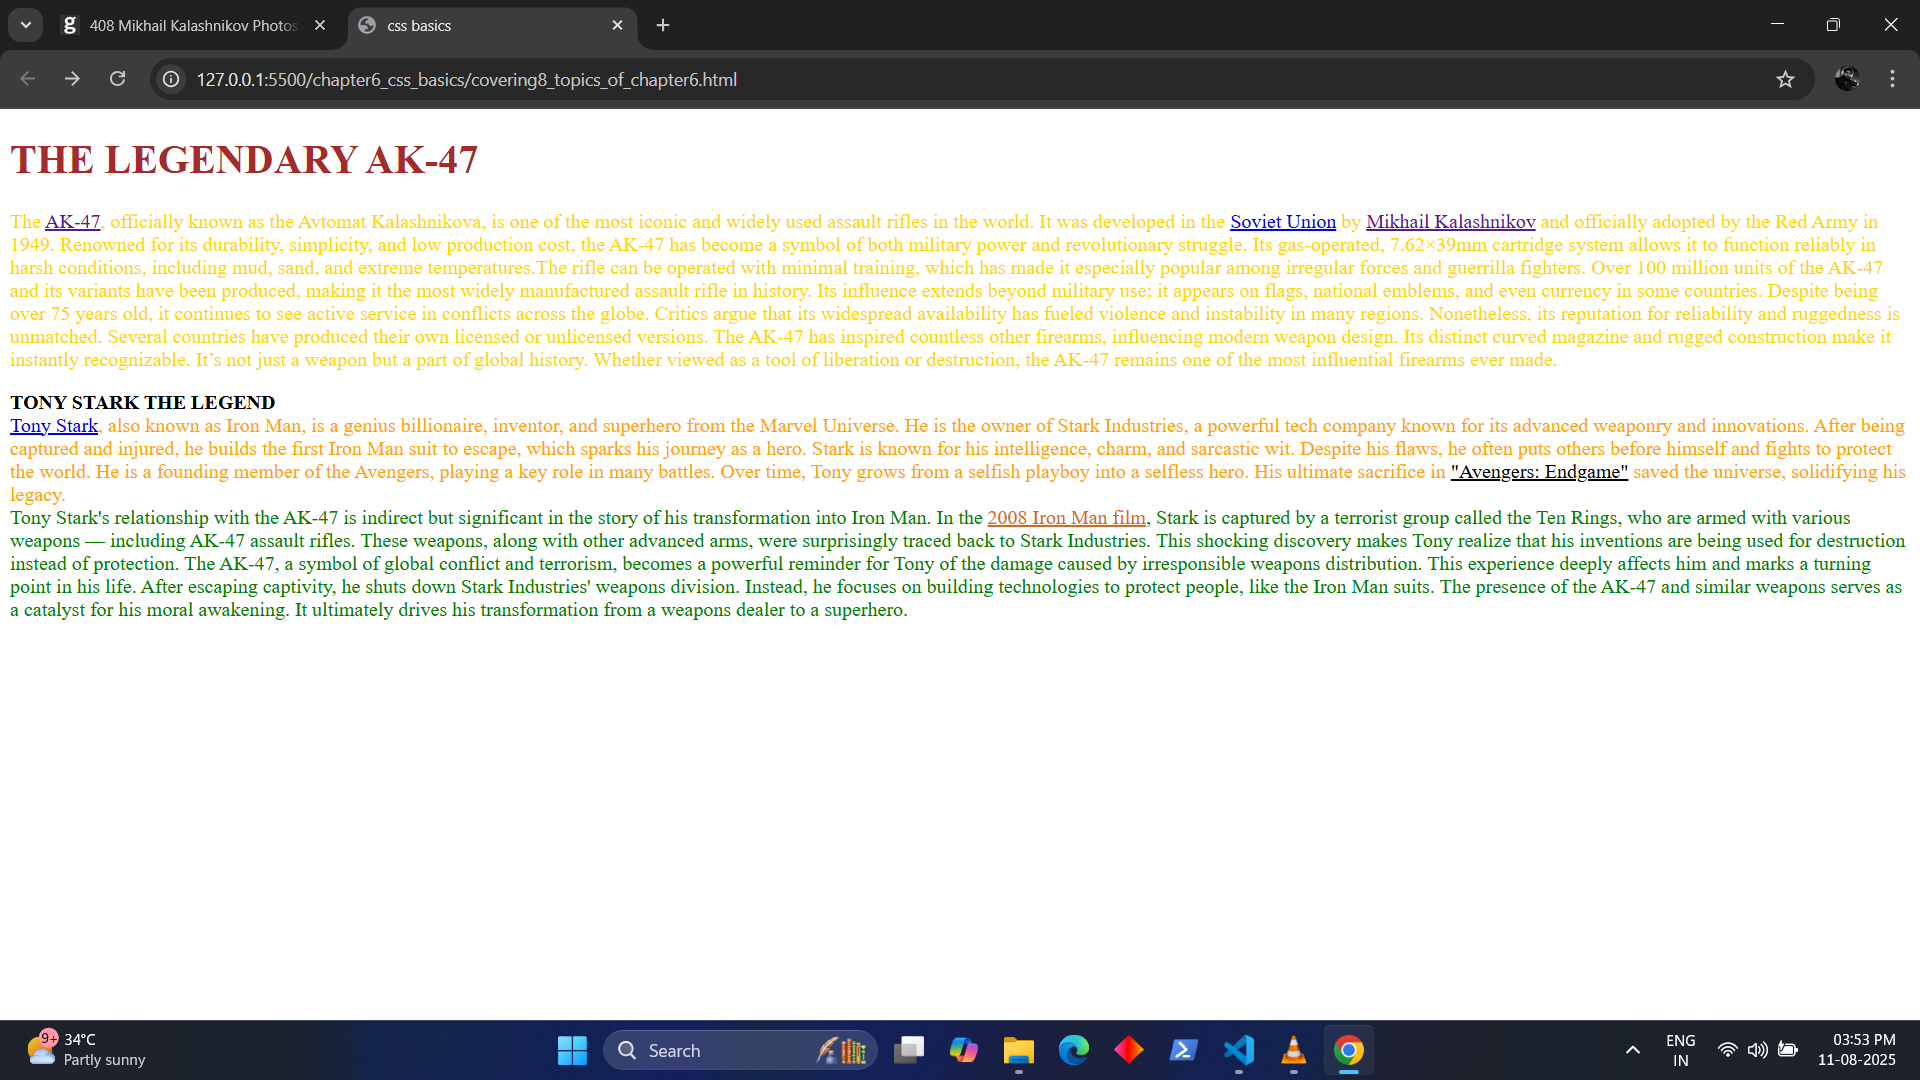 408 Mikhail Kalashnikov Photos
css basics
127.0.0.1:5500/chapter6_css_basics/covering8_topics_of_chapter6.html
THE LEGENDARY AK-47
The AK-47, officially known as the Avtomat Kalashnikova, is one of the most iconic and widely used assault rifles in the world. It was developed in the Soviet Union by Mikhail Kalashnikov and officially adopted by the Red Army in
1949. Renowned for its durability, simplicity, and low production cost, the AK-47 has become a symbol of both military power and revolutionary struggle. Its gas-operated, 7.62×39mm cartridge system allows it to function reliably in
harsh conditions, including mud, sand, and extreme temperatures.The rifle can be operated with minimal training, which has made it especially popular among irregular forces and guerrilla fighters. Over 100 million units of the AK-47
and its variants have been produced, making it the most widely manufactured assault rifle in history. Its influence extends beyond military use; it appears on flags, national emblems, and even currency in some countries. Despite being
over 75 years old, it continues to see active service in conflicts across the globe. Critics argue that its widespread availability has fueled violence and instability in many regions. Nonetheless, its reputation for reliability and ruggedness is
unmatched. Several countries have produced their own licensed or unlicensed versions. The AK-47 has inspired countless other firearms, influencing modern weapon design. Its distinct curved magazine and rugged construction make it
instantly recognizable. It’s not just a weapon but a part of global history. Whether viewed as a tool of liberation or destruction, the AK-47 remains one of the most influential firearms ever made.
TONY STARK THE LEGEND
Tony Stark, also known as Iron Man, is a genius billionaire, inventor, and superhero from the Marvel Universe. He is the owner of Stark Industries, a powerful tech company known for its advanced weaponry and innovations. After being
captured and injured, he builds the first Iron Man suit to escape, which sparks his journey as a hero. Stark is known for his intelligence, charm, and sarcastic wit. Despite his flaws, he often puts others before himself and fights to protect
the world. He is a founding member of the Avengers, playing a key role in many battles. Over time, Tony grows from a selfish playboy into a selfless hero. His ultimate sacrifice in "Avengers: Endgame" saved the universe, solidifying his
legacy.
Tony Stark's relationship with the AK-47 is indirect but significant in the story of his transformation into Iron Man. In the 2008 Iron Man film, Stark is captured by a terrorist group called the Ten Rings, who are armed with various
weapons — including AK-47 assault rifles. These weapons, along with other advanced arms, were surprisingly traced back to Stark Industries. This shocking discovery makes Tony realize that his inventions are being used for destruction
instead of protection. The AK-47, a symbol of global conflict and terrorism, becomes a powerful reminder for Tony of the damage caused by irresponsible weapons distribution. This experience deeply affects him and marks a turning
point in his life. After escaping captivity, he shuts down Stark Industries' weapons division. Instead, he focuses on building technologies to protect people, like the Iron Man suits. The presence of the AK-47 and similar weapons serves as
a catalyst for his moral awakening. It ultimately drives his transformation from a weapons dealer to a superhero.
9+
34°C
Partly sunny
Search
ENG
IN
03:53 PM
11-08-2025